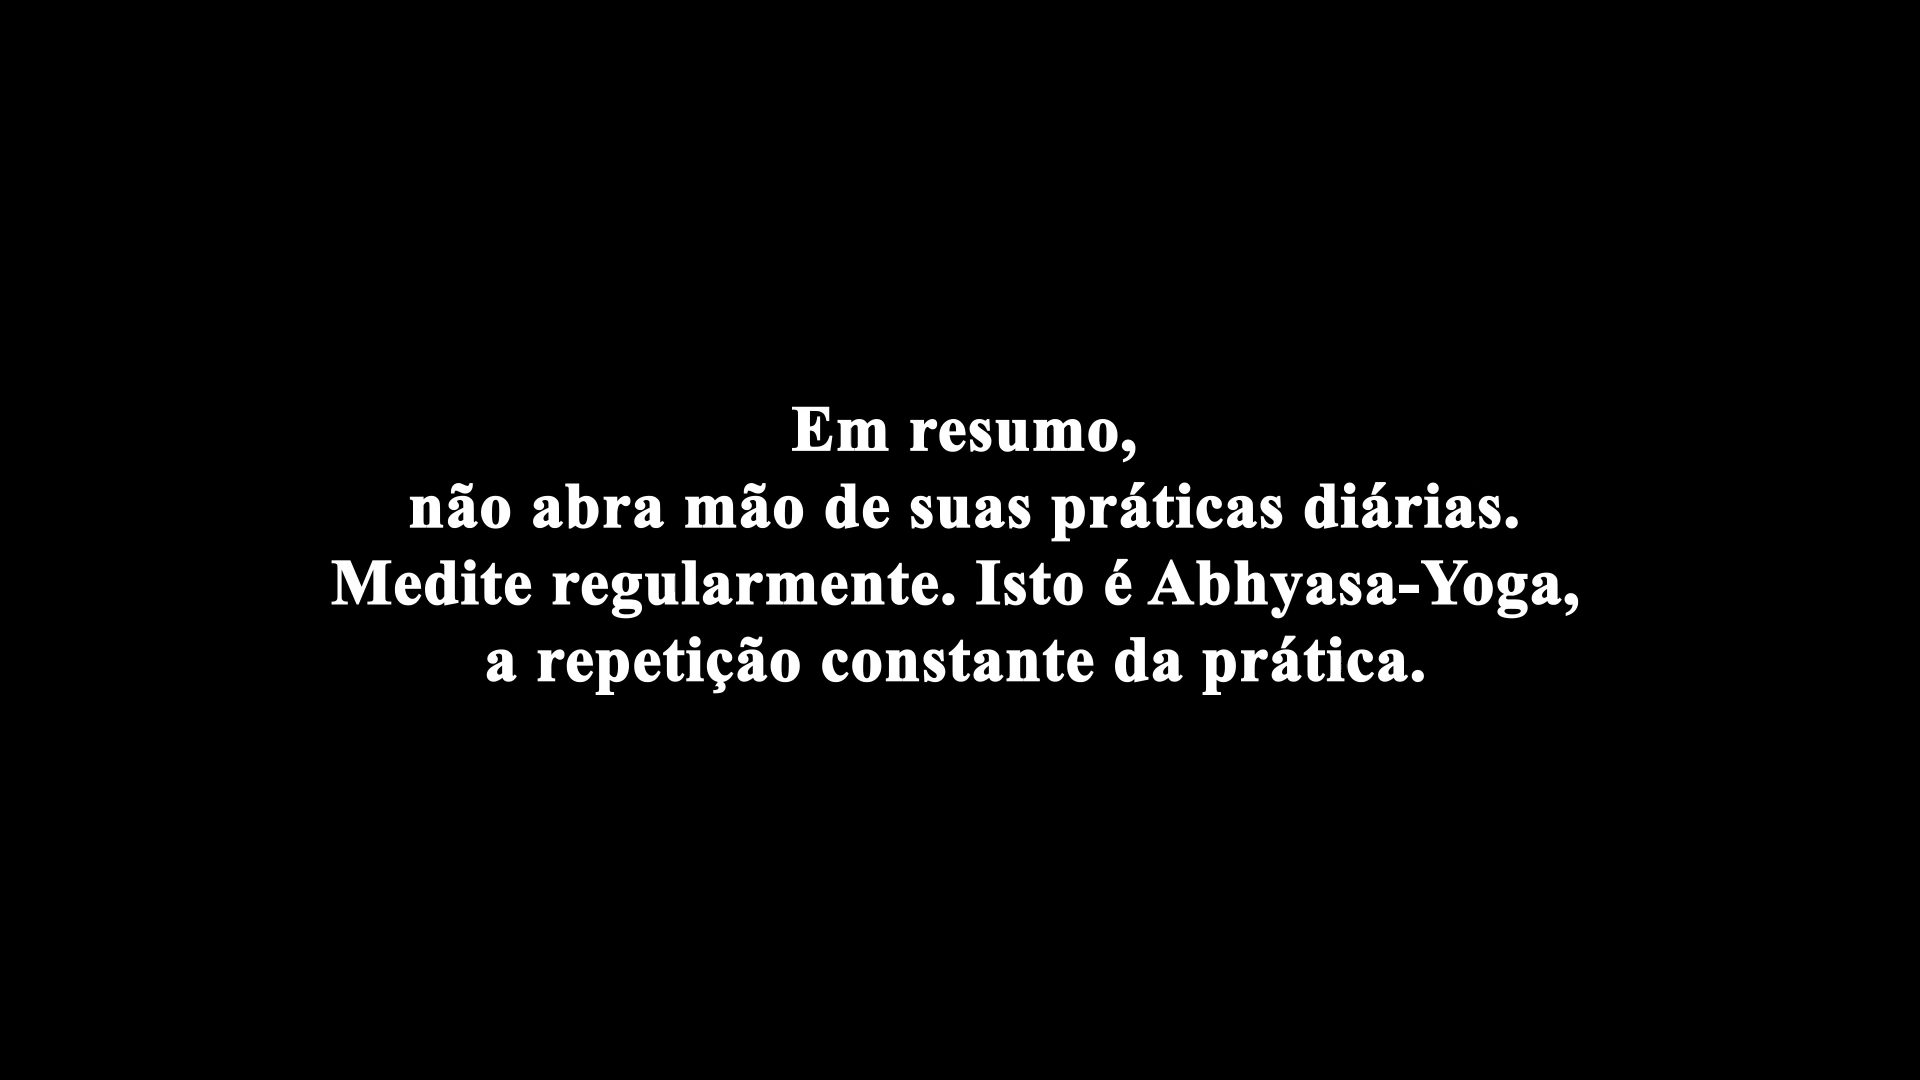 Em resumo,
não abra mão de suas práticas diárias.
Medite regularmente. Isto é Abhyasa-Yoga,
a repetição constante da prática.